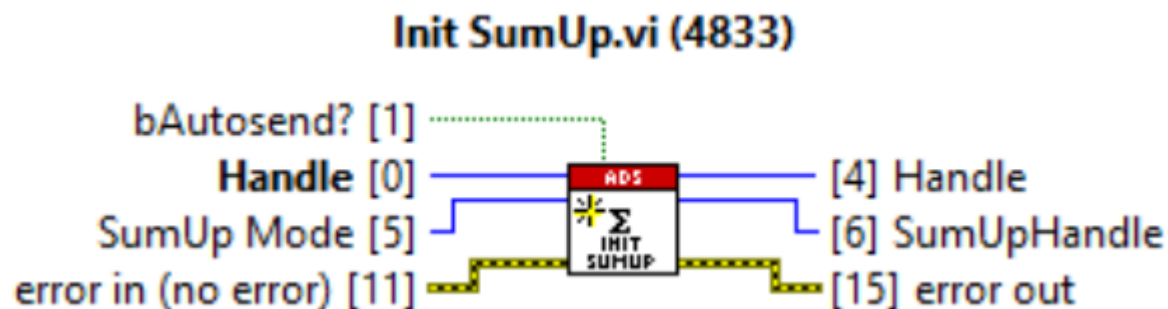 Init SumUp.vi (4833)
bAutosend? [1]
Handle [0]
ADS
[4] Handle
SumUp Mode [5]
Σ
[6] SumUpHandle
INIT
SUMUP
error in (no error) [11]
[15] error out